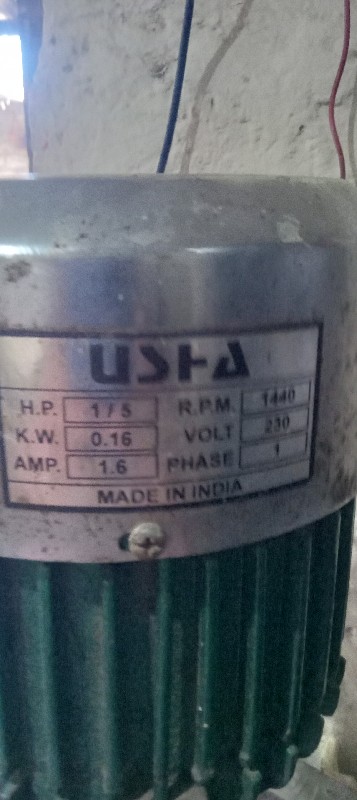 USHA
H.P. 1/5 R.P.M. 1440
K.W. 0.16 VOLT 230
AMP. 1.6 PHASE 1
MADE IN INDIA